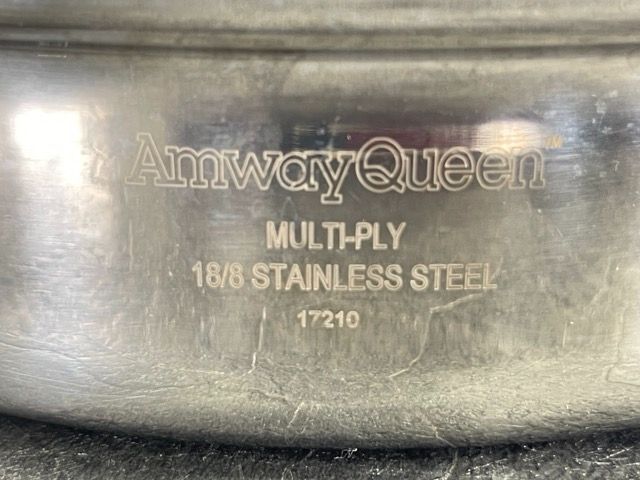 AmwayQueen™
MULTI-PLY
18/8 STAINLESS STEEL
17210